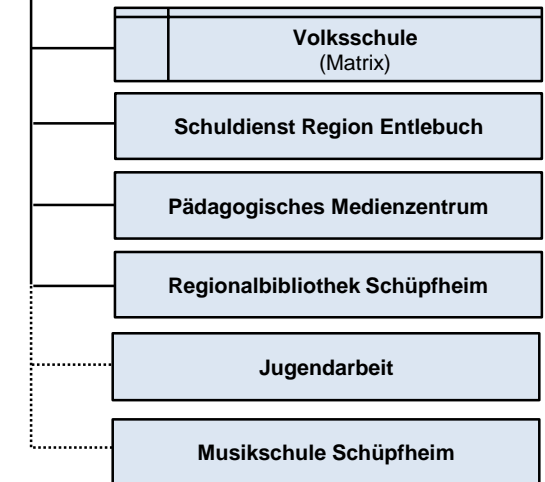 Volksschule
(Matrix)
Schuldienst Region Entlebuch
Pädagogisches Medienzentrum
Regionalbibliothek Schüpfheim
Jugendarbeit
Musikschule Schüpfheim